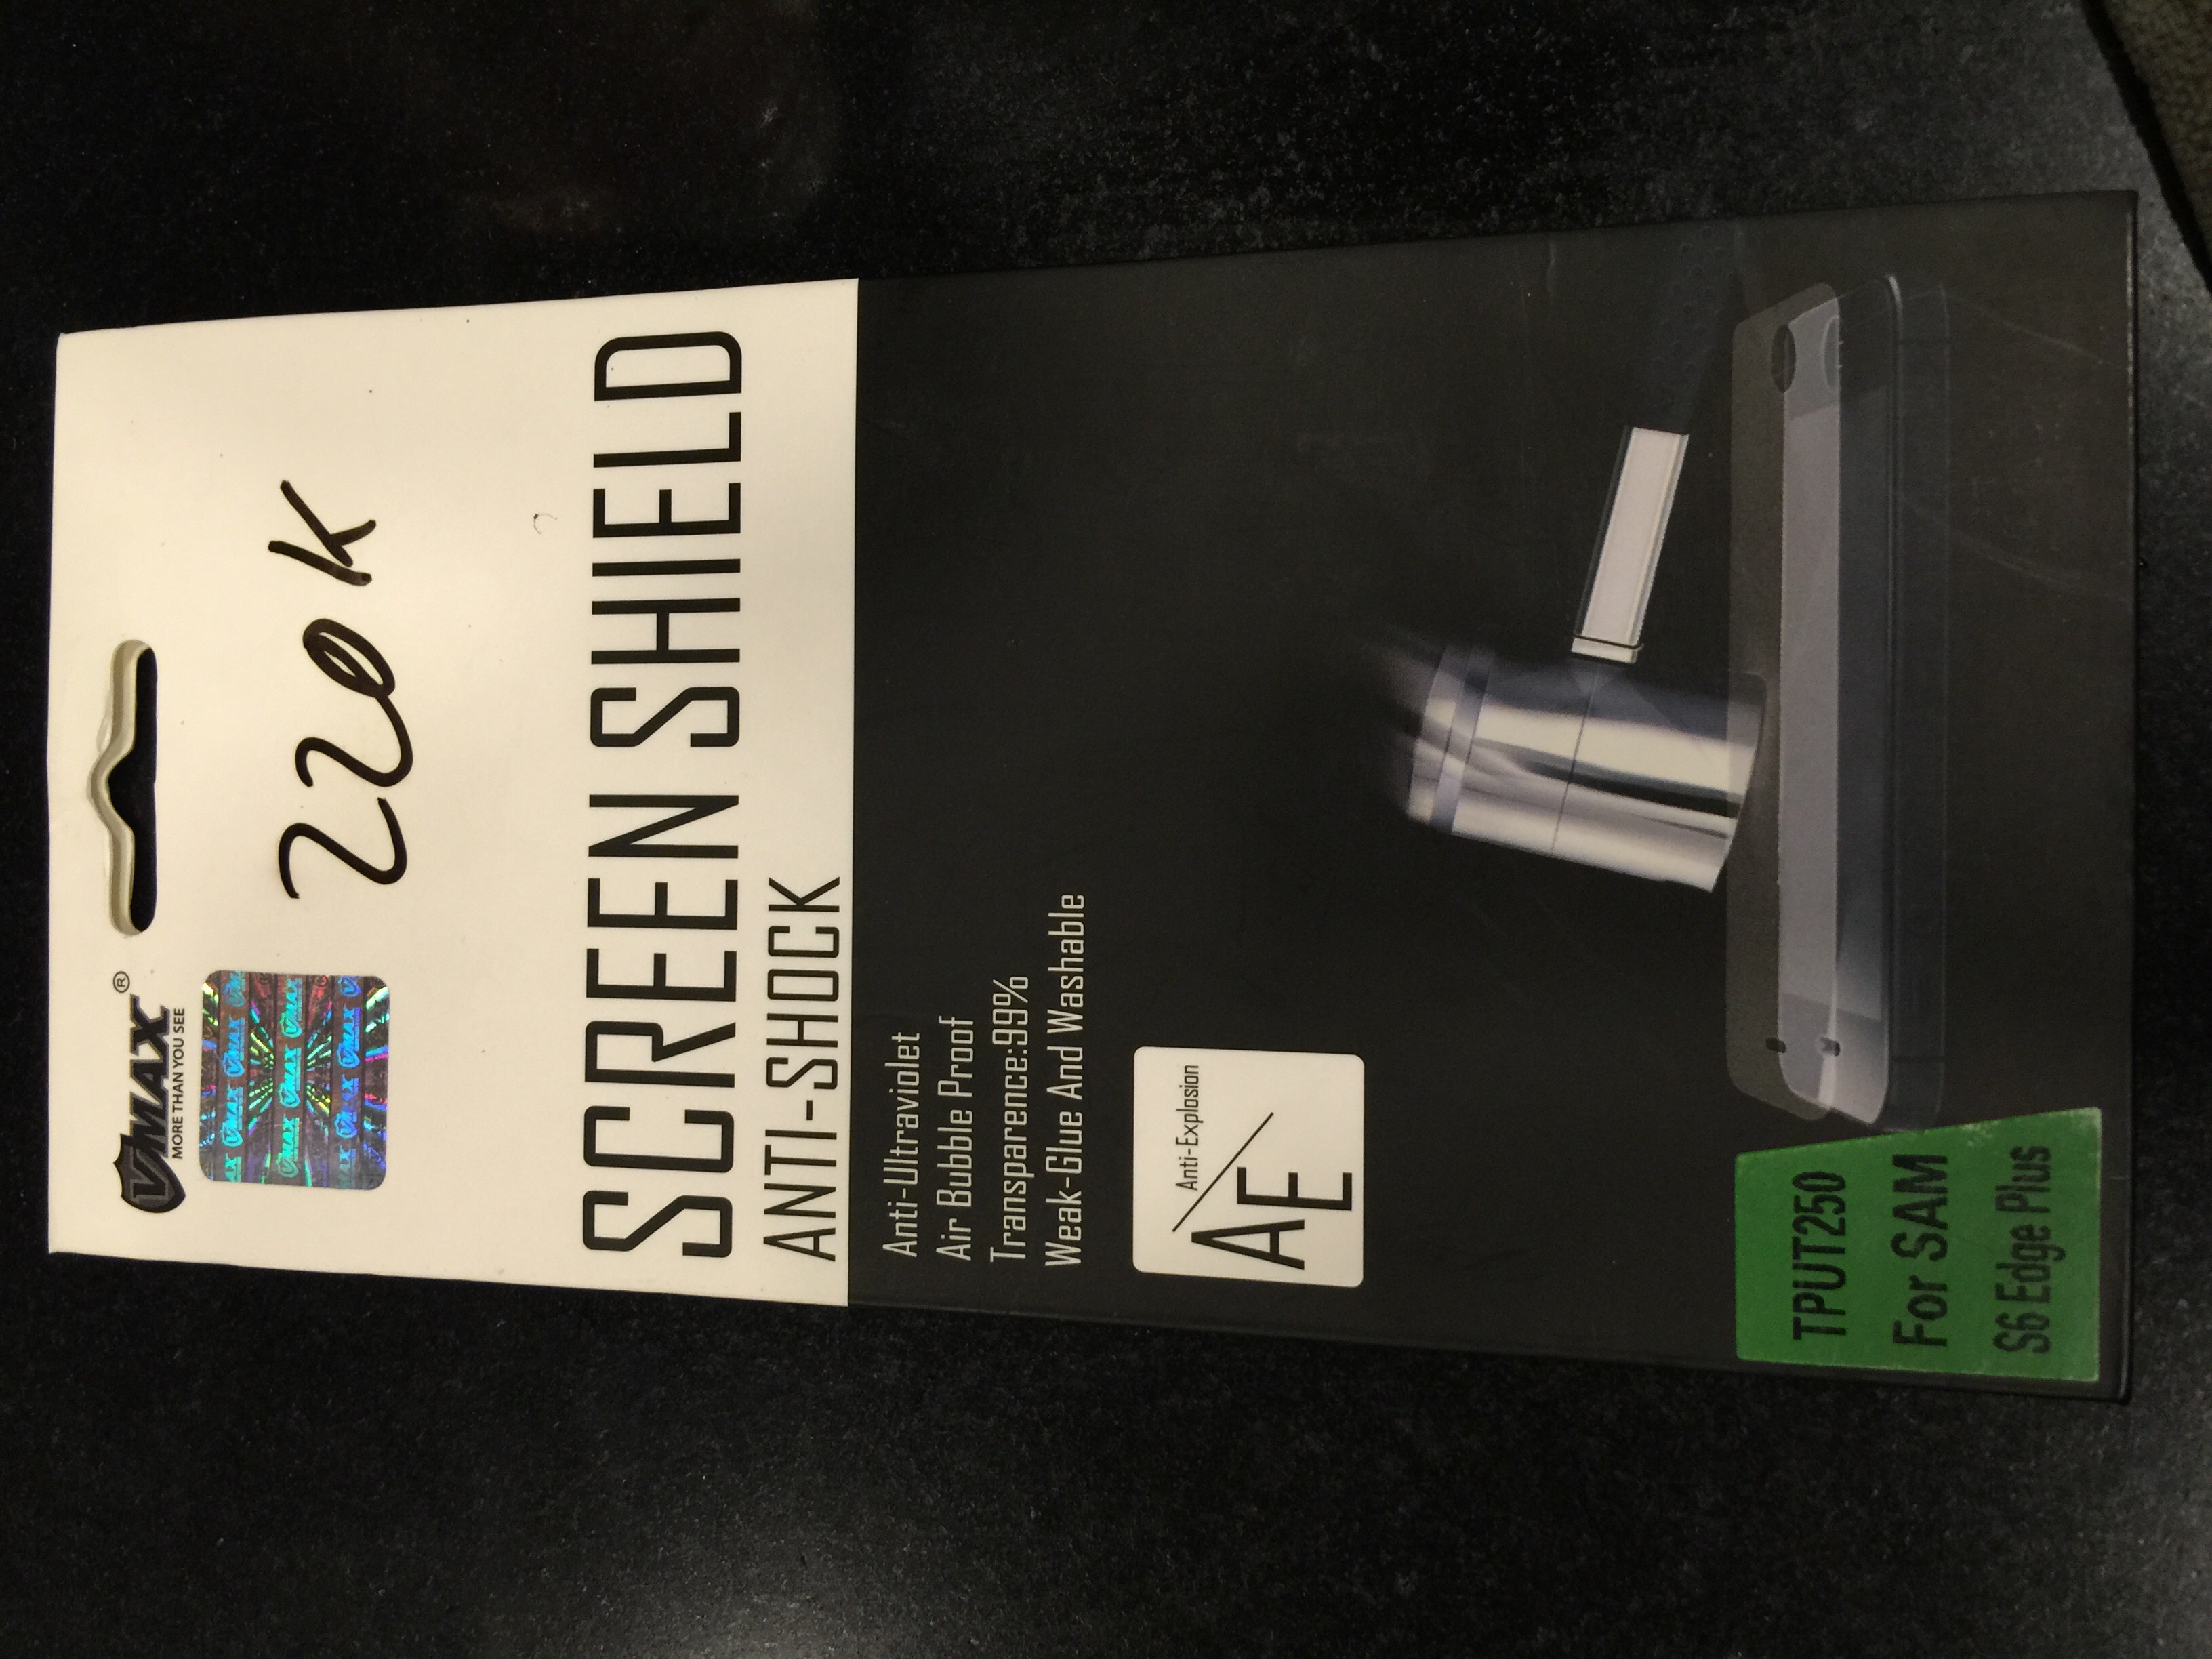 VMAX®
MORE THAN YOU SEE
220 K
SCREEN SHIELD
ANTI-SHOCK
Anti-Ultraviolet
Air Bubble Proof
Transparence:99%
Weak-Glue And Washable
Anti-Explosion
AE
TPUT250
For SAM
S6 Edge Plus